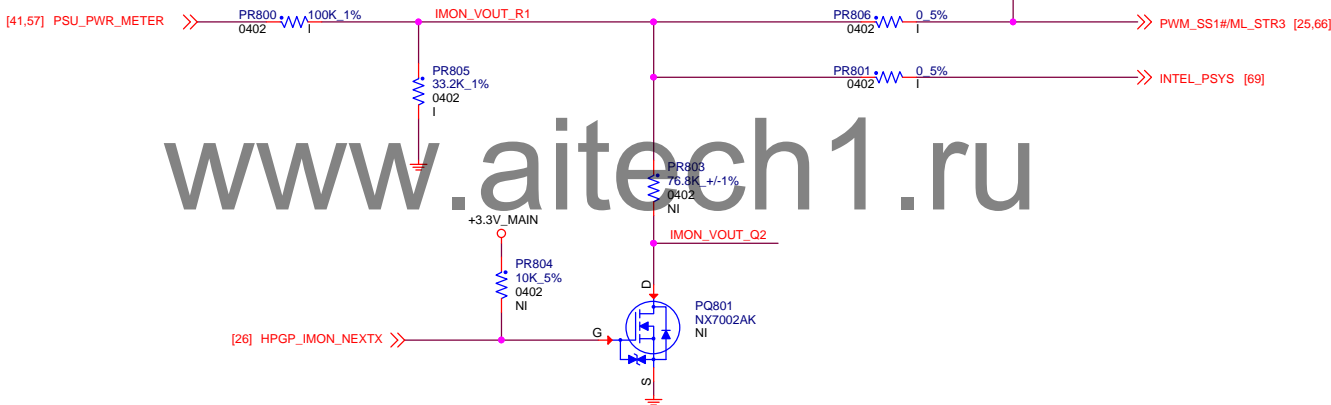 [41,57] PSU_PWR_METER
PR800 100K_1%
0402 I
IMON_VOUT_R1
PR806 0_5%
0402 I
PWM_SS1#/ML_STR3 [25,66]
PR805
33.2K_1%
0402
I
PR801 0_5%
0402 I
INTEL_PSYS [69]
www.aitech1.ru
PR803
76.8K_+/-1%
0402
NI
+3.3V_MAIN
IMON_VOUT_Q2
PR804
10K_5%
0402
NI
D
PQ801
NX7002AK
NI
G
S
[26] HPGP_IMON_NEXTX